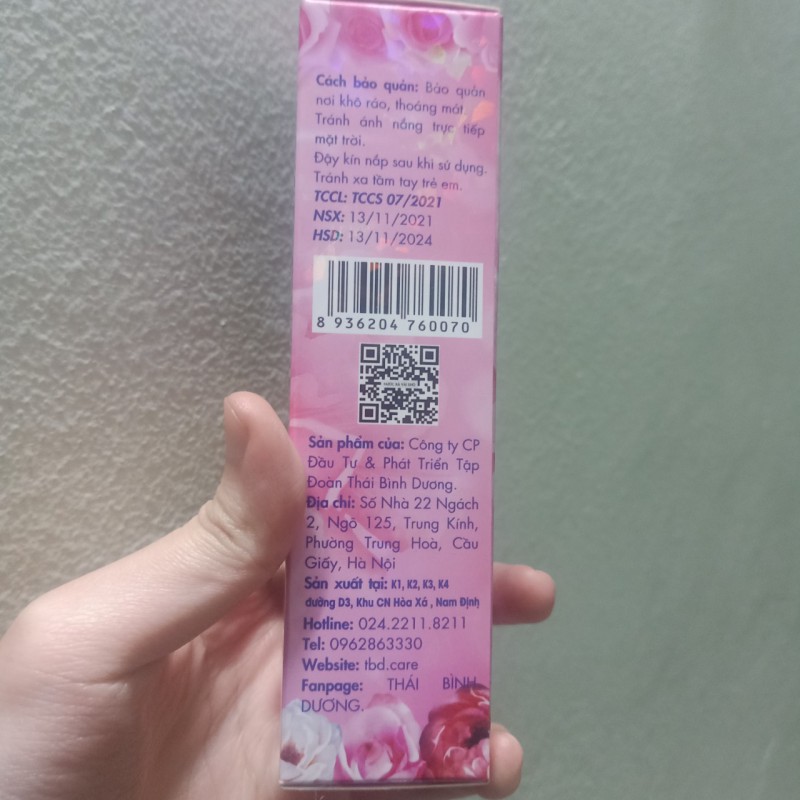 Cách bảo quản: Bảo quản
nơi khô ráo, thoáng mát.
Tránh ánh nắng trực tiếp
mặt trời.
Đậy kín nắp sau khi sử dụng.
Tránh xa tầm tay trẻ em.
TCCL: TCCS 07/2021
NSX: 13/11/2021
HSD: 13/11/2024
8 936204 760070
Sản phẩm của: Công ty CP
Đầu Tư & Phát Triển Tập
Đoàn Thái Bình Dương.
Địa chỉ: Số Nhà 22 Ngách
2, Ngõ 125, Trung Kính,
Phường Trung Hoà, Cầu
Giấy, Hà Nội
Sản xuất tại: K1, K2, K3, K4
đường D3, Khu CN Hòa Xá , Nam Định
Hotline: 024.2211.8211
Tel: 0962863330
Website: tbd.care
Fanpage: THÁI BÌNH
DƯƠNG.